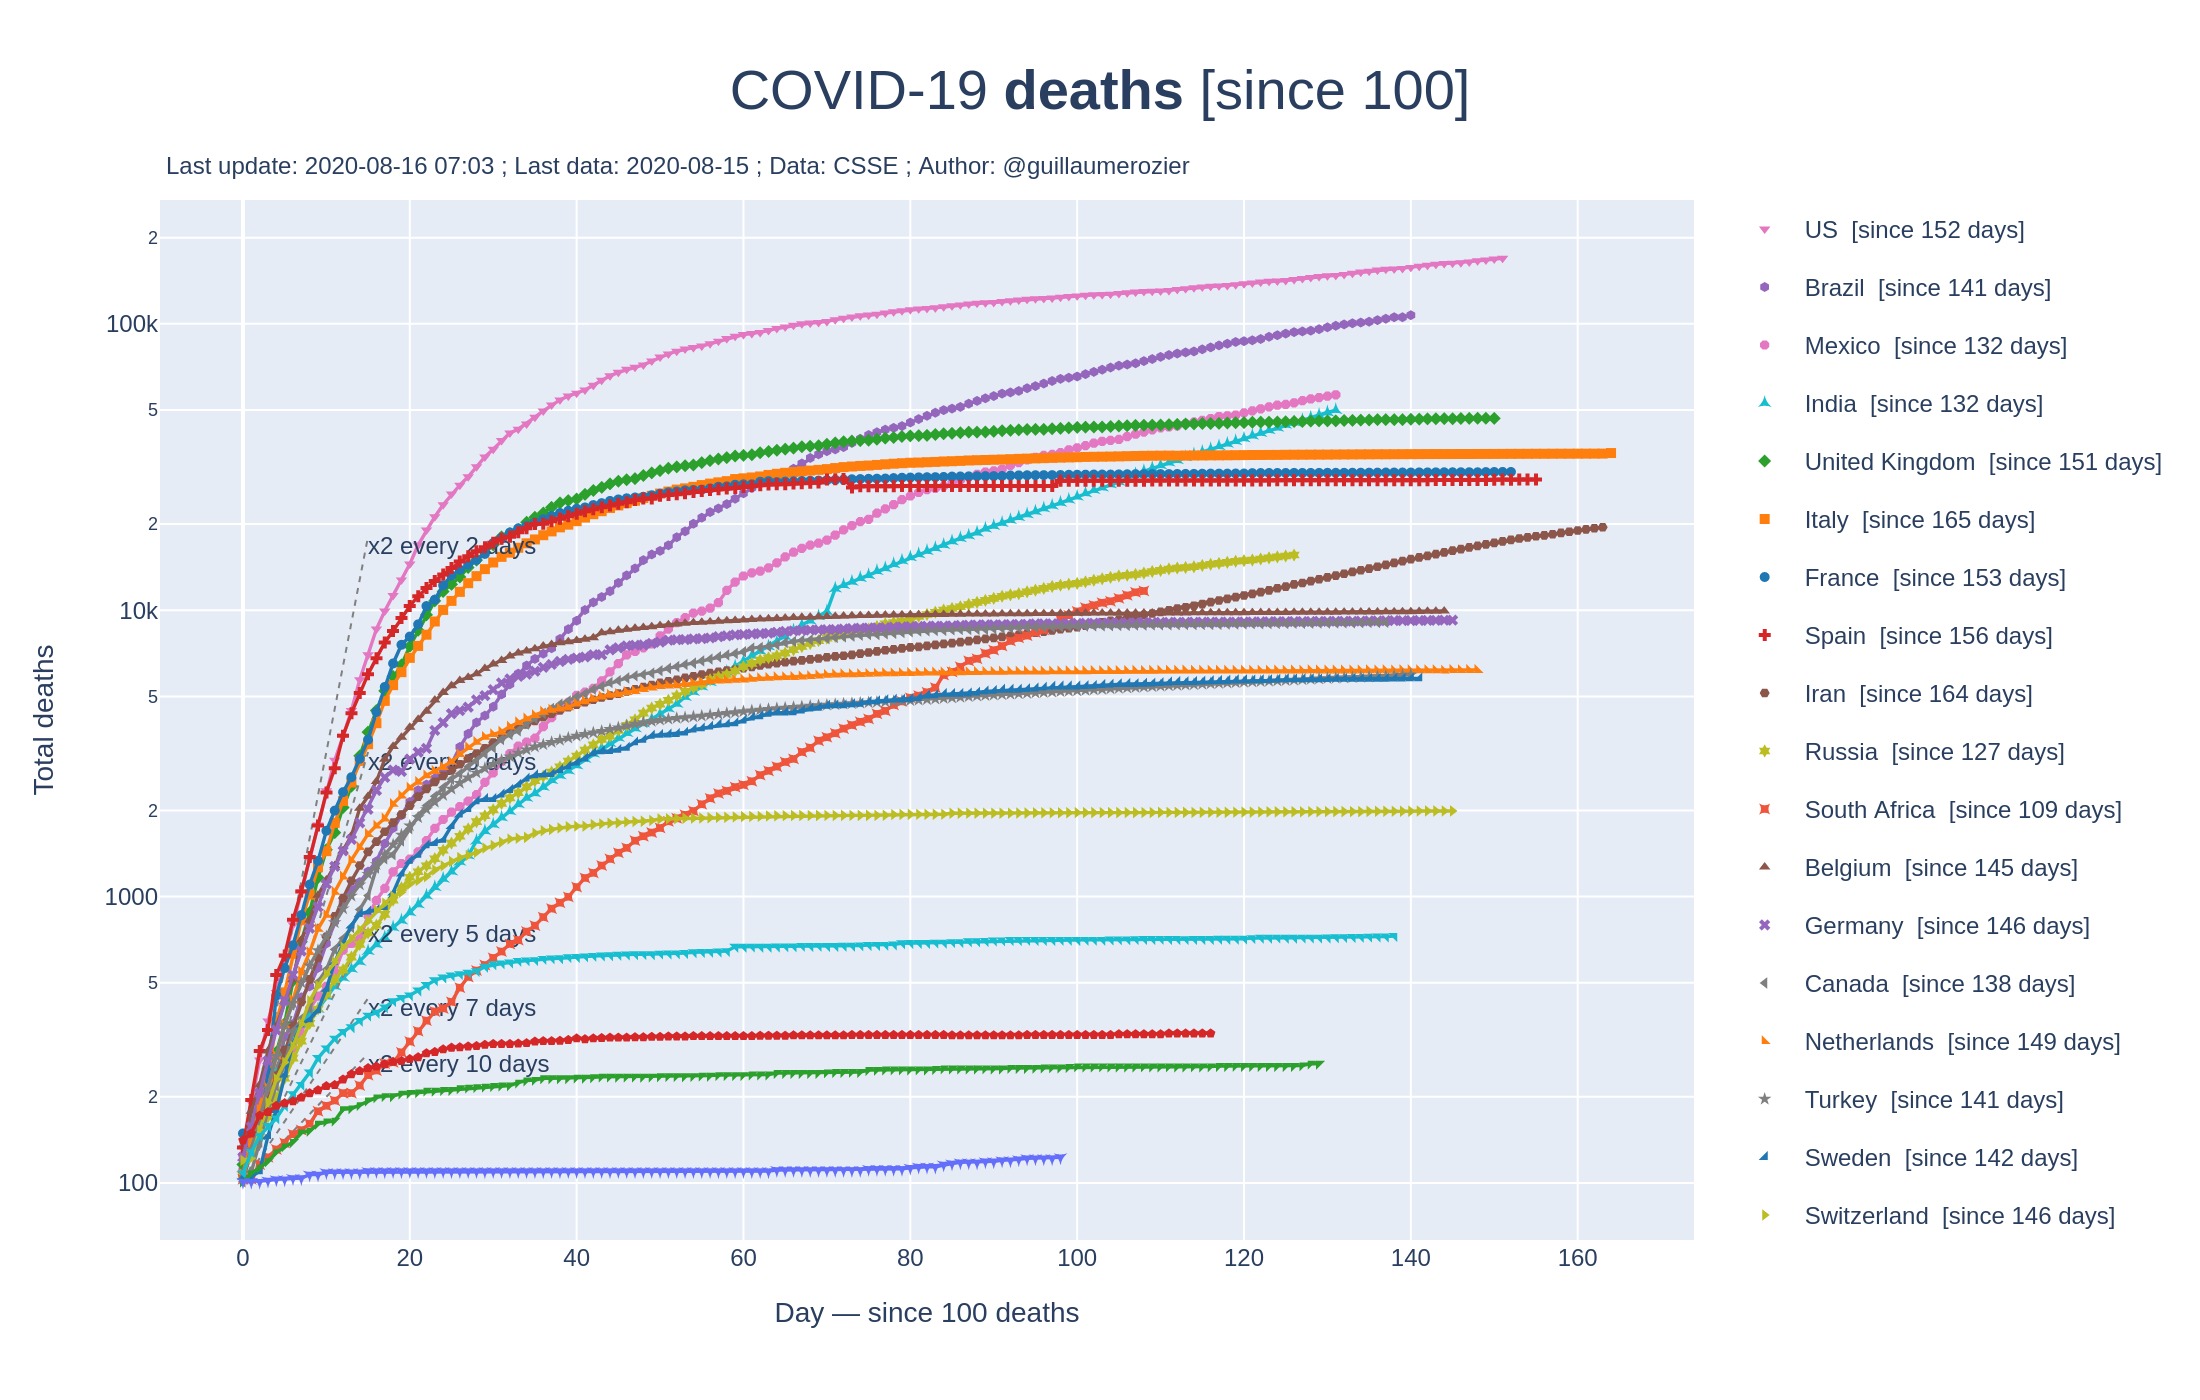 COVID-19 deaths [since 100]
Last update: 2020-08-16 07:03 ; Last data: 2020-08-15 ; Data: CSSE ; Author: @guillaumerozier
Total deaths
2
100k
5
2
10k
5
2
1000
5
2
100
x2 every 2 days
x2 every 3 days
x2 every 5 days
x2 every 7 days
x2 every 10 days
0 20 40 60 80 100 120 140 160
Day — since 100 deaths
US [since 152 days]
Brazil [since 141 days]
Mexico [since 132 days]
India [since 132 days]
United Kingdom [since 151 days]
Italy [since 165 days]
France [since 153 days]
Spain [since 156 days]
Iran [since 164 days]
Russia [since 127 days]
South Africa [since 109 days]
Belgium [since 145 days]
Germany [since 146 days]
Canada [since 138 days]
Netherlands [since 149 days]
Turkey [since 141 days]
Sweden [since 142 days]
Switzerland [since 146 days]